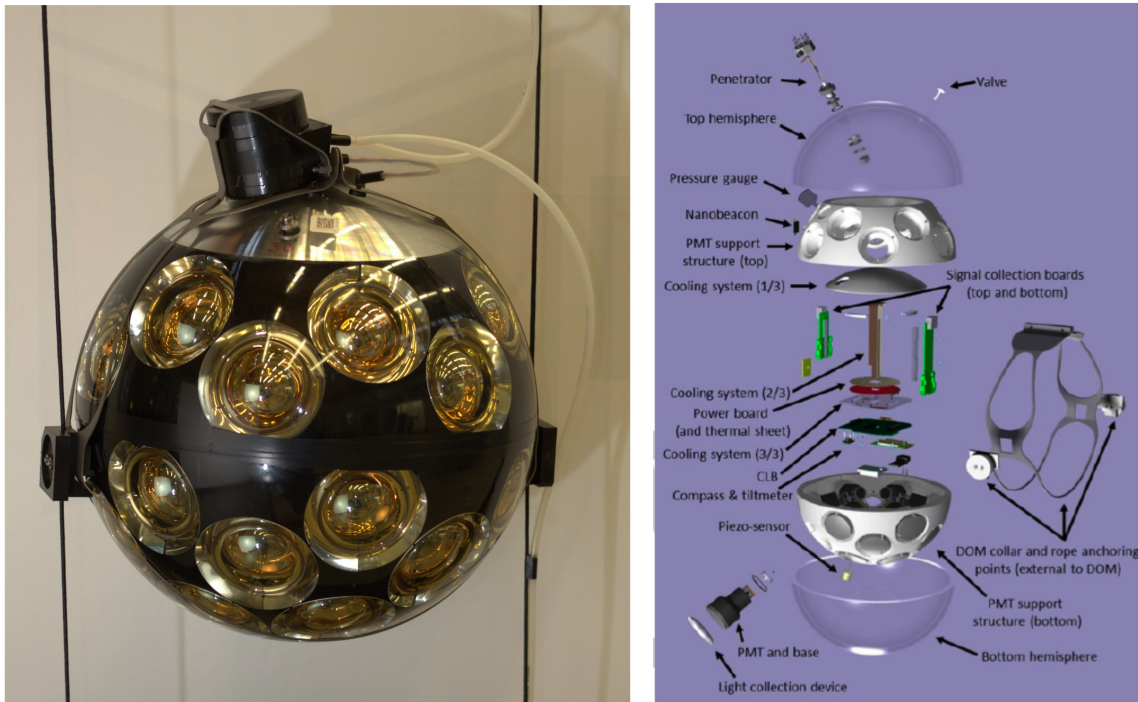 Penetrator
Valve
Top hemisphere
Pressure gauge
Nanobeacon
PMT support
structure (top)
Cooling system (1/3)
Signal collection boards
(top and bottom)
Cooling system (2/3)
Power board
(and thermal sheet)
Cooling system (3/3)
CLB
Compass & tiltmeter
Piezo-sensor
DOM collar and rope anchoring
points (external to DOM)
PMT support
structure (bottom)
PMT and base
Bottom hemisphere
Light collection device